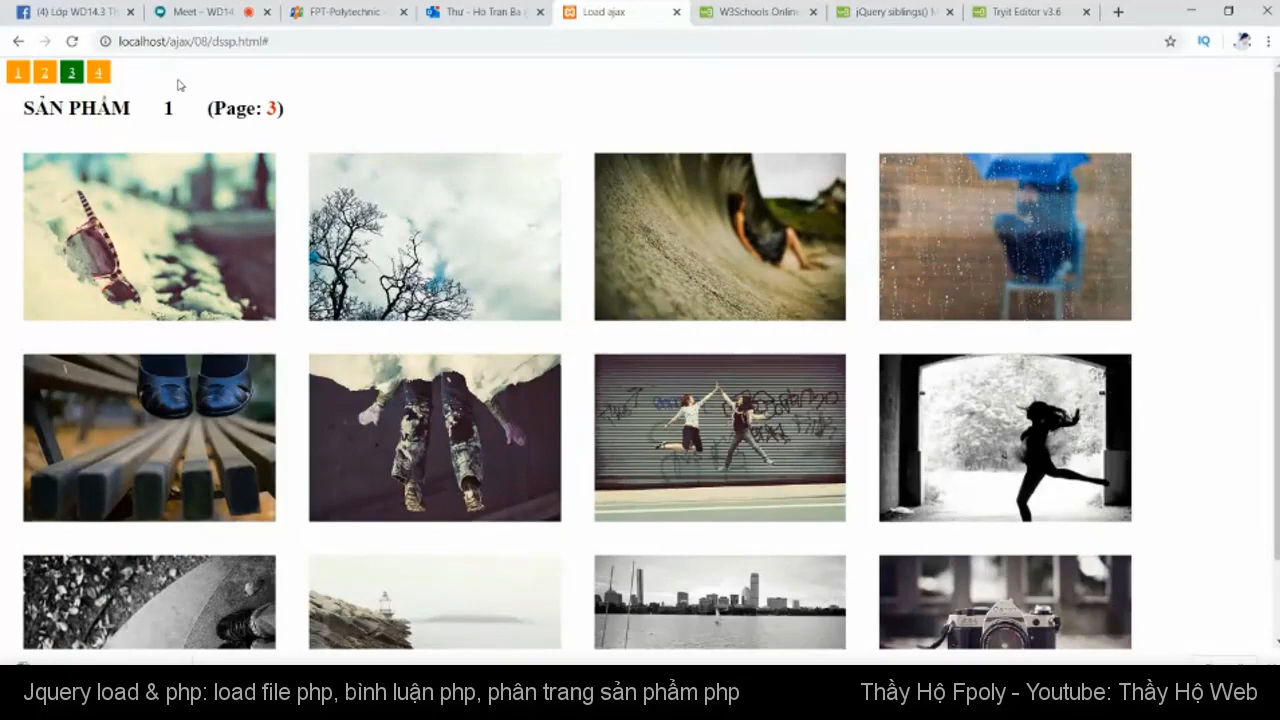 (4) Lớp WD14.3 Th
Meet – WD14.
FPT-Polytechnic
Thư - Ho Tran Ba
Load ajax
W3Schools Onlin
jQuery siblings() M
Tryit Editor v3.6
localhost/ajax/08/dssp.html#
1 2 3 4
SẢN PHẨM 1 (Page: 3)
Jquery load & php: load file php, bình luận php, phân trang sản phẩm php
Thầy Hộ Fpoly - Youtube: Thầy Hộ Web